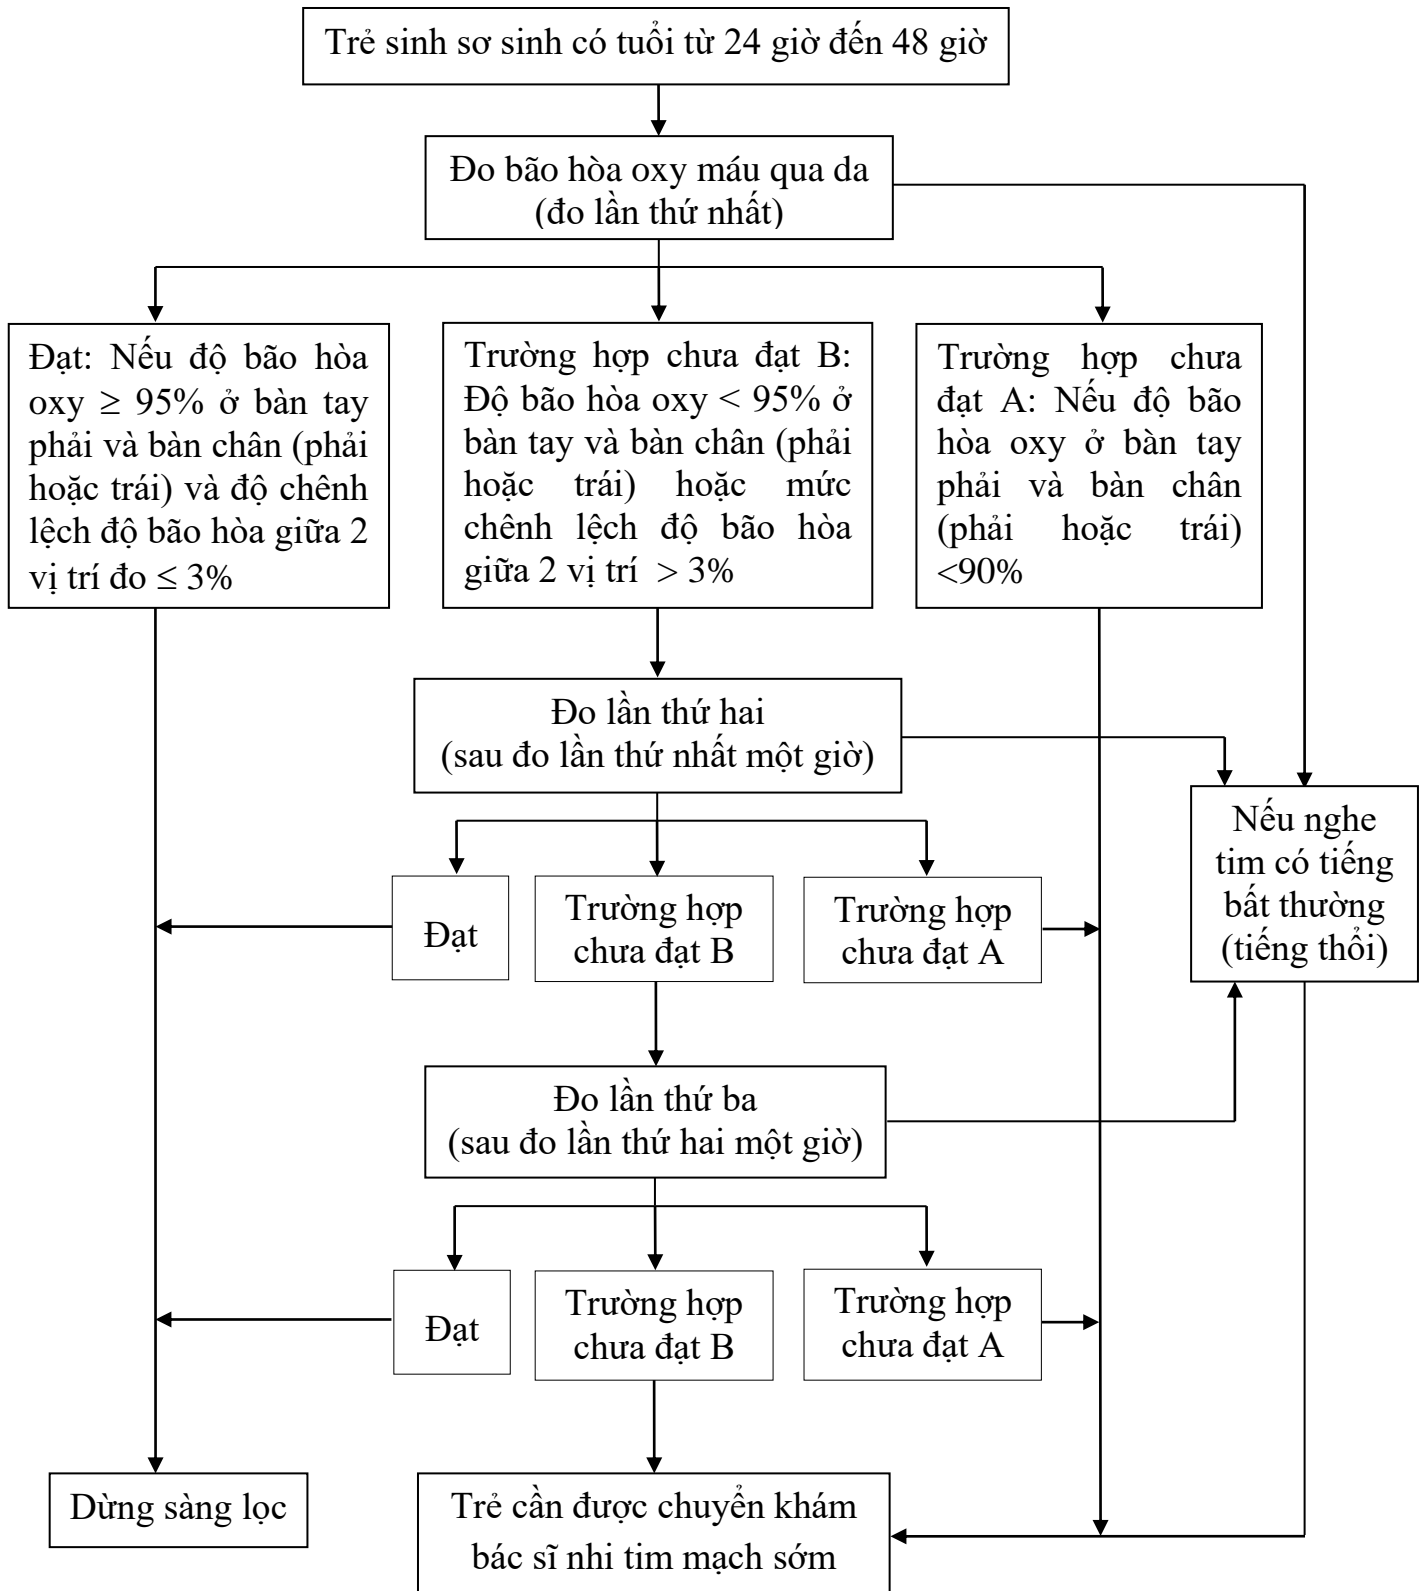 Trẻ sinh sơ sinh có tuổi từ 24 giờ đến 48 giờ
Đo bão hòa oxy máu qua da
(đo lần thứ nhất)
Đạt: Nếu độ bão hòa
oxy ≥ 95% ở bàn tay
phải và bàn chân (phải
hoặc trái) và độ chênh
lệch độ bão hòa giữa 2
vị trí đo ≤ 3%
Trường hợp chưa đạt B:
Độ bão hòa oxy < 95% ở
bàn tay và bàn chân (phải
hoặc trái) hoặc mức
chênh lệch độ bão hòa
giữa 2 vị trí > 3%
Trường hợp chưa
đạt A: Nếu độ bão
hòa oxy ở bàn tay
phải và bàn chân
(phải hoặc trái)
<90%
Đo lần thứ hai
(sau đo lần thứ nhất một giờ)
Nếu nghe
tim có tiếng
bất thường
(tiếng thổi)
Đạt
Trường hợp
chưa đạt B
Trường hợp
chưa đạt A
Đo lần thứ ba
(sau đo lần thứ hai một giờ)
Đạt
Trường hợp
chưa đạt B
Trường hợp
chưa đạt A
Dừng sàng lọc
Trẻ cần được chuyển khám
bác sĩ nhi tim mạch sớm